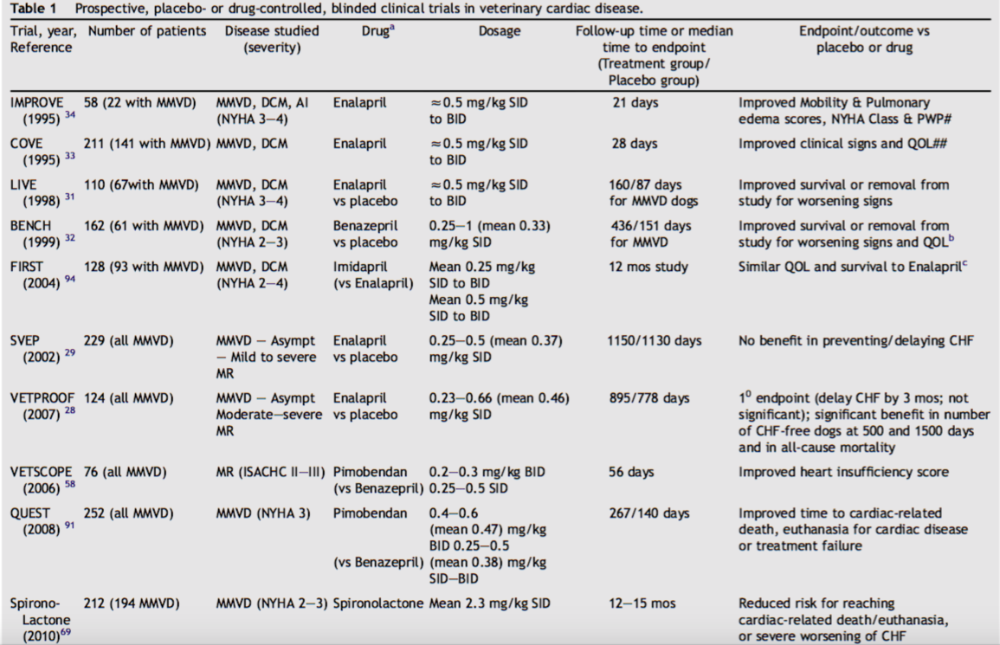 Table 1 Prospective, placebo- or drug-controlled, blinded clinical trials in veterinary cardiac disease.
Trial, year, Number of patients Disease studied Drugᵃ Dosage Follow-up time or median Endpoint/outcome vs
Reference (severity) time to endpoint placebo or drug
(Treatment group/
Placebo group)
IMPROVE 58 (22 with MMVD) MMVD, DCM, AI Enalapril ≈0.5 mg/kg SID 21 days Improved Mobility & Pulmonary
(1995) ³⁴ (NYHA 3–4) to BID edema scores, NYHA Class & PWP#
COVE 211 (141 with MMVD) MMVD, DCM Enalapril ≈0.5 mg/kg SID 28 days Improved clinical signs and QOL##
(1995) ³³ to BID
LIVE 110 (67with MMVD) MMVD, DCM Enalapril ≈0.5 mg/kg SID 160/87 days Improved survival or removal from
(1998) ³¹ (NYHA 3–4) vs placebo to BID for MMVD dogs study for worsening signs
BENCH 162 (61 with MMVD) MMVD, DCM Benazepril 0.25–1 (mean 0.33) 436/151 days Improved survival or removal from
(1999) ³² (NYHA 2–3) vs placebo mg/kg SID for MMVD study for worsening signs and QOLᵇ
FIRST 128 (93 with MMVD) MMVD, DCM Imidapril Mean 0.25 mg/kg 12 mos study Similar QOL and survival to Enalaprilᶜ
(2004) ⁹⁴ (NYHA 2–4) (vs Enalapril) SID to BID
Mean 0.5 mg/kg
SID to BID
SVEP 229 (all MMVD) MMVD – Asympt Enalapril 0.25–0.5 (mean 0.37) 1150/1130 days No benefit in preventing/delaying CHF
(2002) ²⁹ – Mild to severe vs placebo mg/kg SID
MR
VETPROOF 124 (all MMVD) MMVD – Asympt Enalapril 0.23–0.66 (mean 0.46) 895/778 days 1⁰ endpoint (delay CHF by 3 mos; not
(2007) ²⁸ Moderate–severe vs placebo mg/kg SID significant); significant benefit in number
MR of CHF-free dogs at 500 and 1500 days
and in all-cause mortality
VETSCOPE 76 (all MMVD) MR (ISACHC II–III) Pimobendan 0.2–0.3 mg/kg BID 56 days Improved heart insufficiency score
(2006) ⁵⁸ (vs Benazepril) 0.25–0.5 SID
QUEST 252 (all MMVD) MMVD (NYHA 3) Pimobendan 0.4–0.6 267/140 days Improved time to cardiac-related
(2008) ⁹¹ (mean 0.47) mg/kg death, euthanasia for cardiac disease
BID 0.25–0.5 or treatment failure
(vs Benazepril) (mean 0.38) mg/kg
SID–BID
Spirono- 212 (194 MMVD) MMVD (NYHA 2–3) Spironolactone Mean 2.3 mg/kg SID 12–15 mos Reduced risk for reaching
Lactone cardiac-related death/euthanasia,
(2010)⁶⁹ or severe worsening of CHF